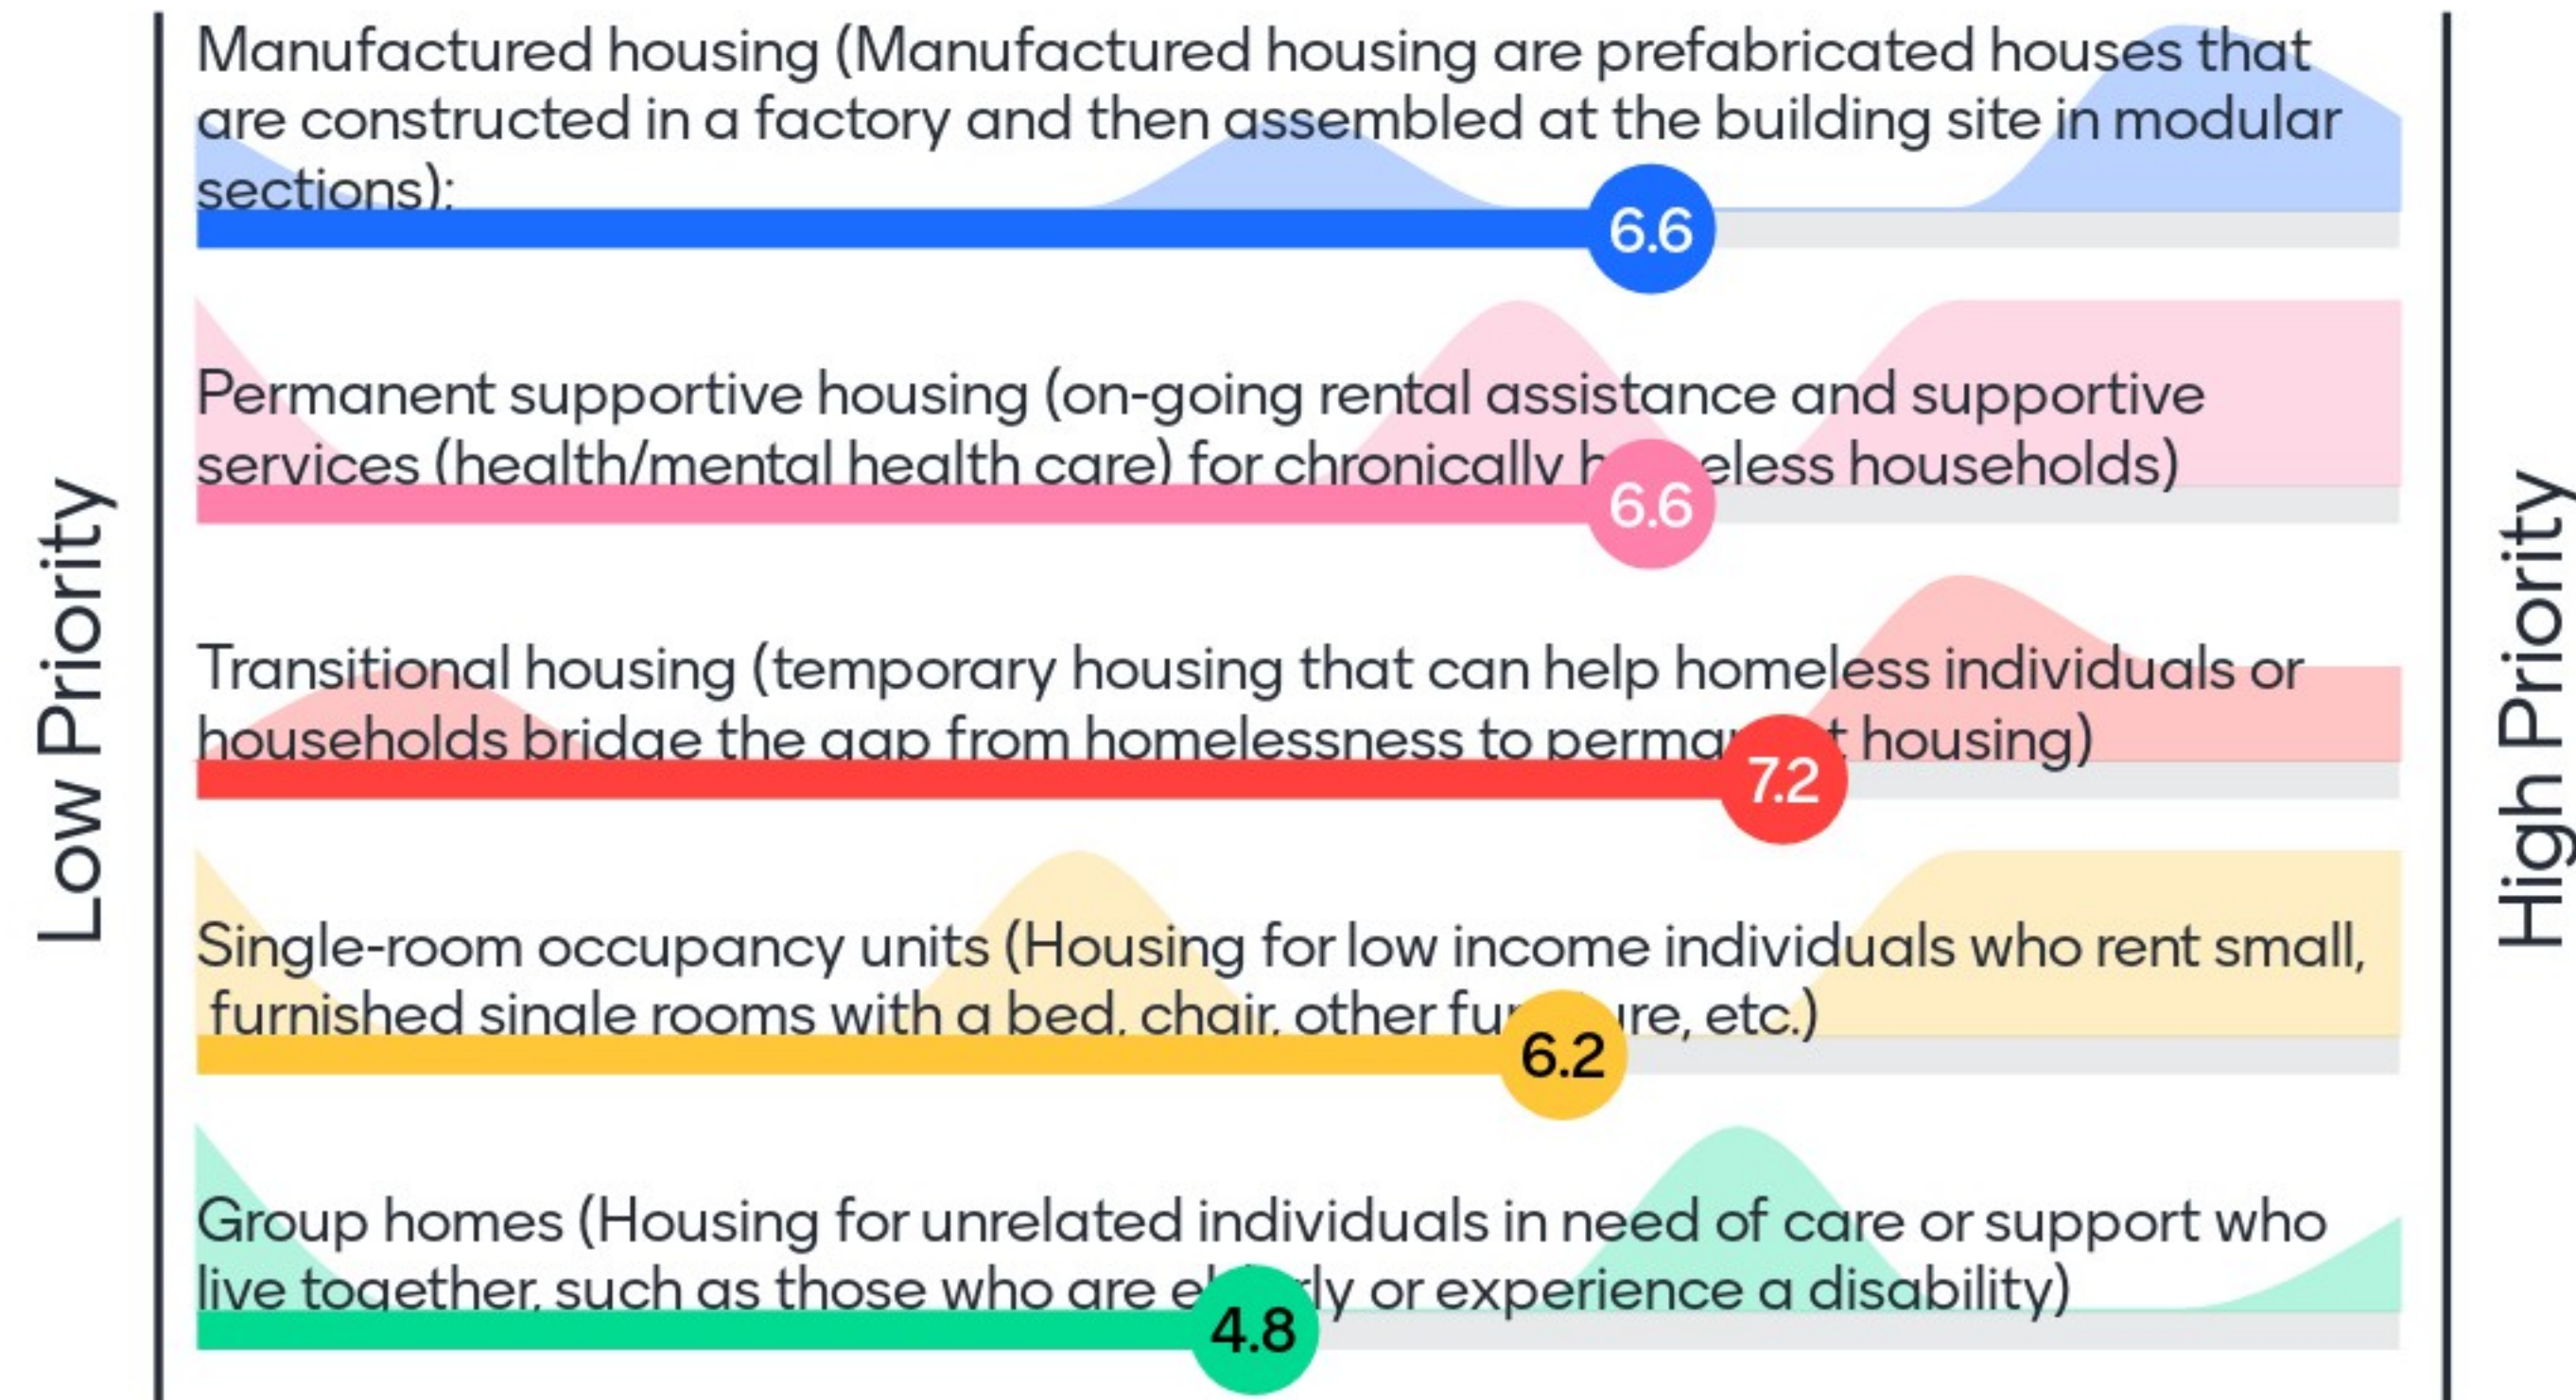 Manufactured housing (Manufactured housing are prefabricated houses that
are constructed in a factory and then assembled at the building site in modular
sections):
6.6
Permanent supportive housing (on-going rental assistance and supportive
services (health/mental health care) for chronically eless households)
6.6
Low Priority
High Priority
Transitional housing (temporary housing that can help homeless individuals or
households bridge the gap from homelessness to perma t housing)
7.2
Single-room occupancy units (Housing for low income individuals who rent small,
furnished single rooms with a bed, chair, other fu re, etc.)
6.2
Group homes (Housing for unrelated individuals in need of care or support who
live together, such as those who are el rly or experience a disability)
4.8